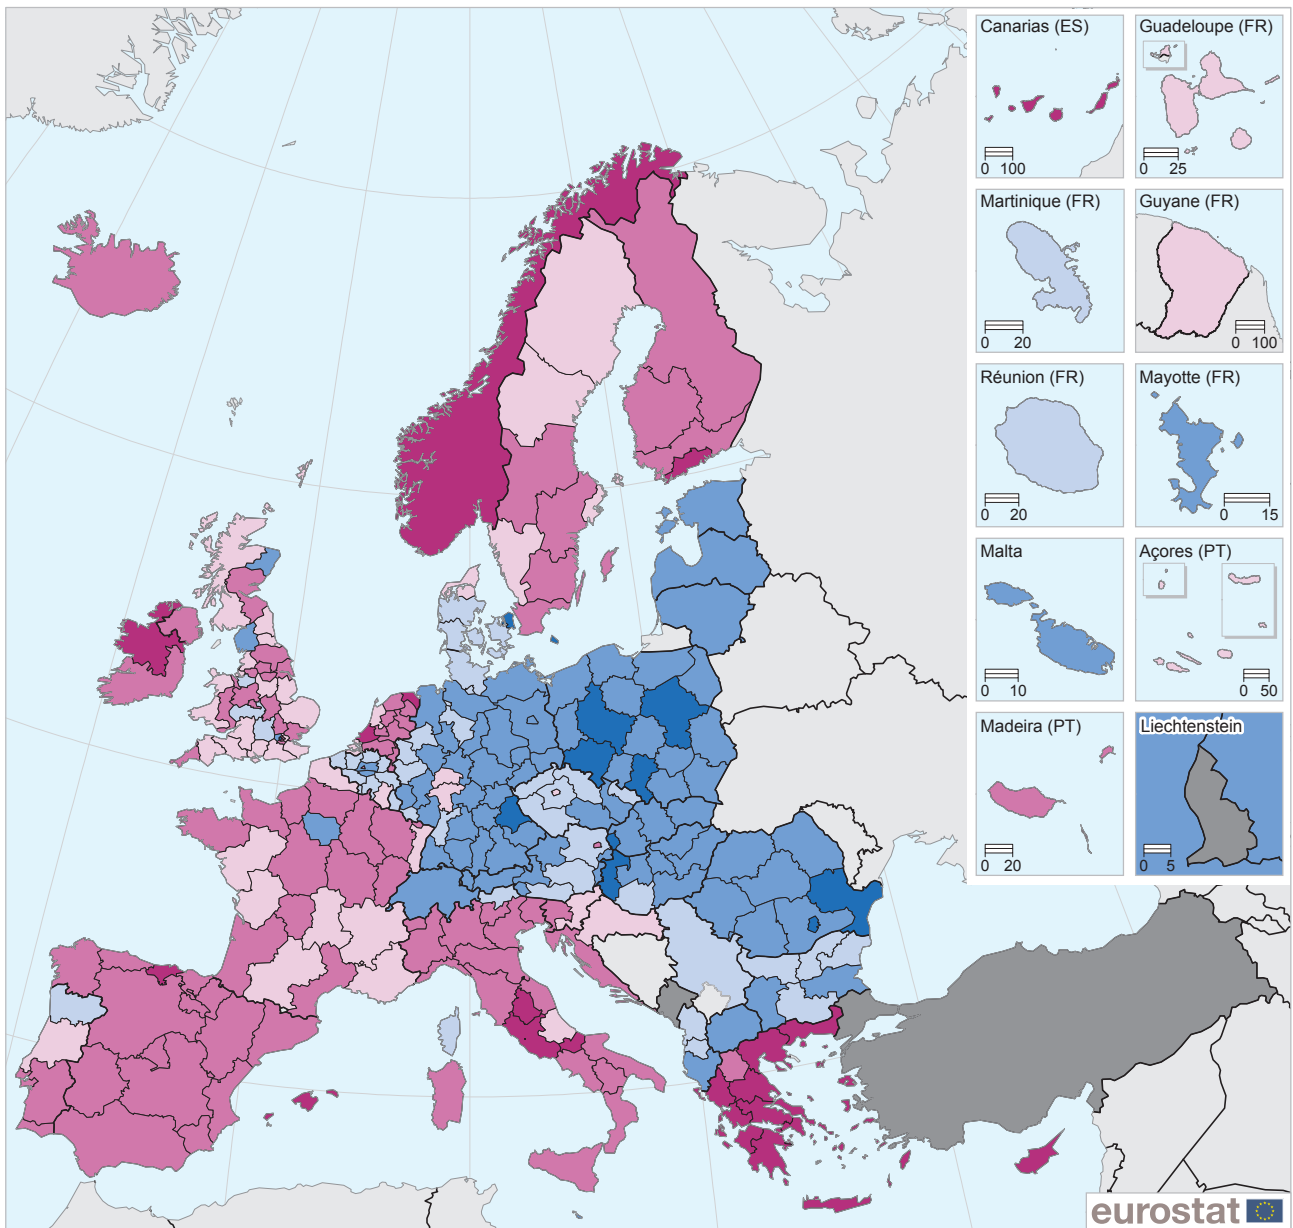 Canarias (ES)
0 100
Guadeloupe (FR)
0 25
Martinique (FR)
0 20
Guyane (FR)
0 100
Réunion (FR)
0 20
Mayotte (FR)
0 15
Malta
0 10
Açores (PT)
0 50
Madeira (PT)
0 20
Liechtenstein
0 5
eurostat